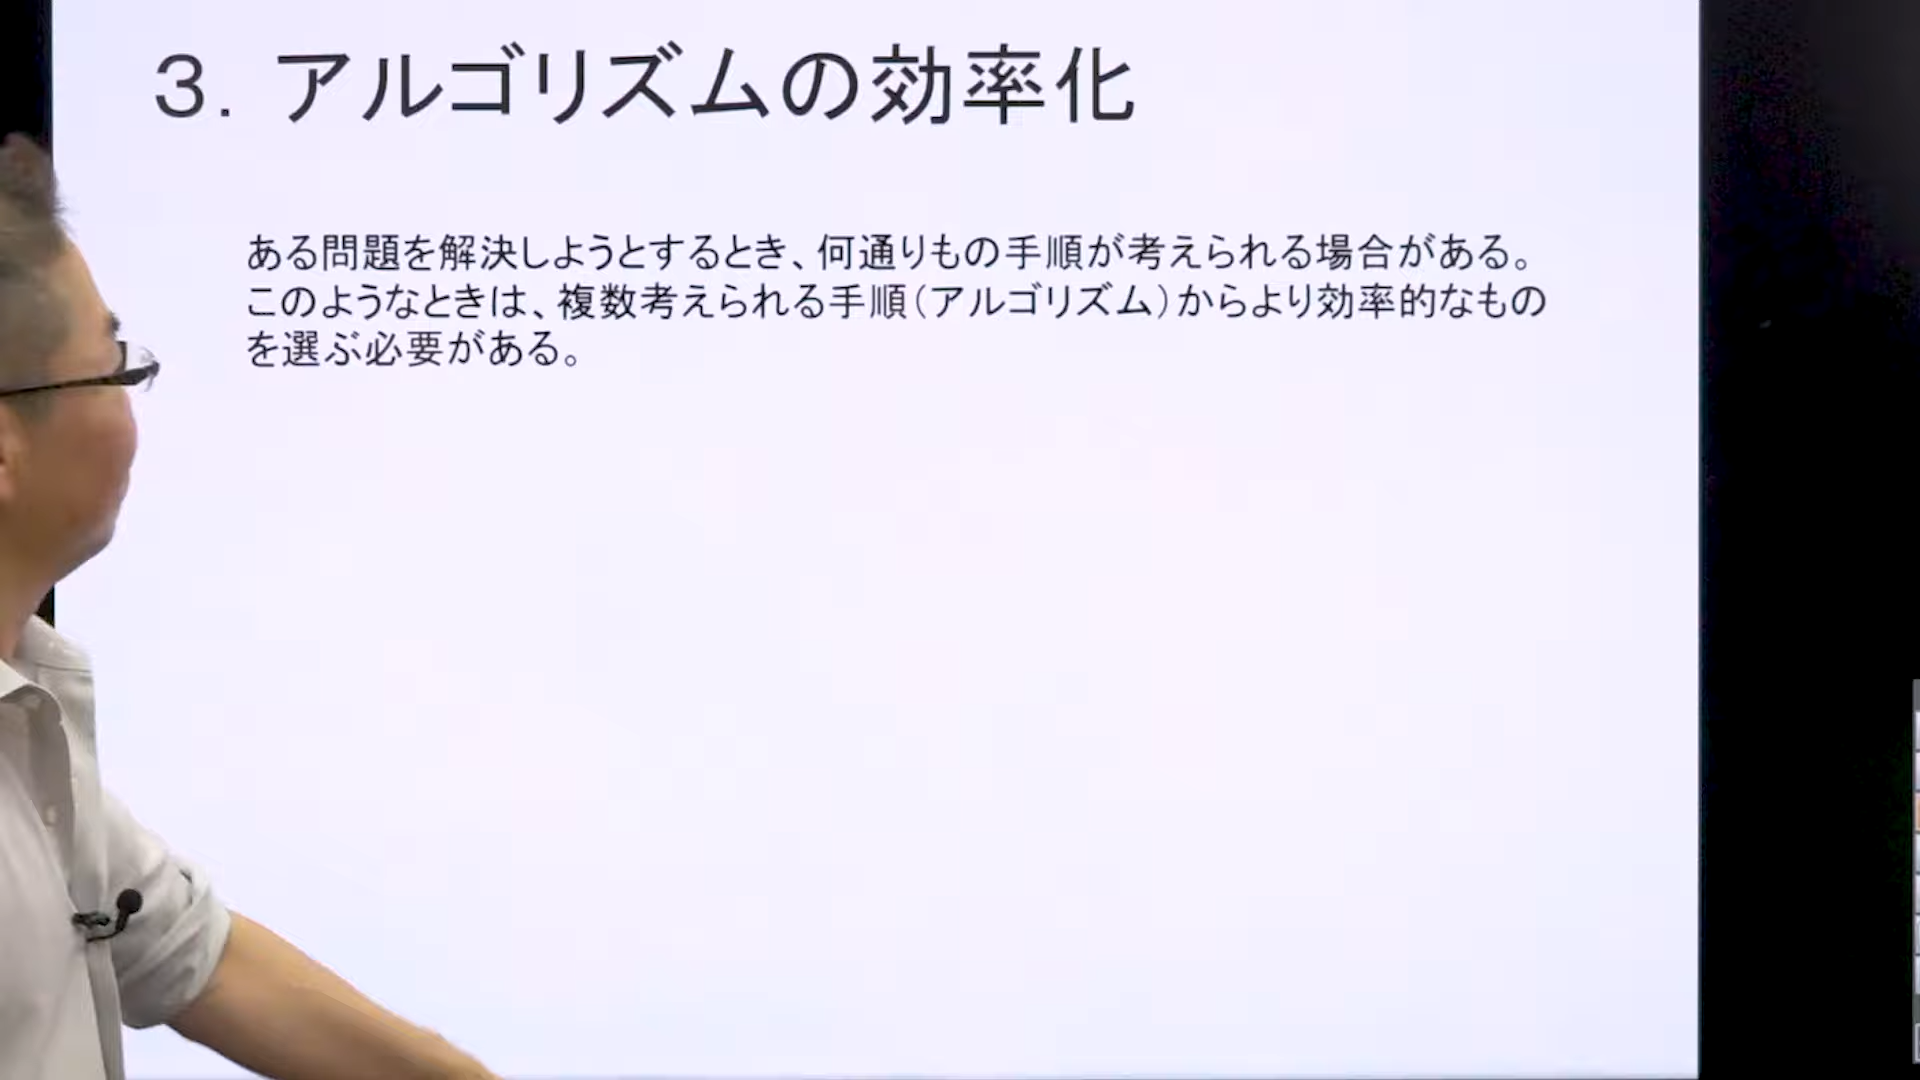 ３．アルゴリズムの効率化
ある問題を解決しようとするとき、何通りもの手順が考えられる場合がある。
このようなときは、複数考えられる手順（アルゴリズム）からより効率的なもの
を選ぶ必要がある。